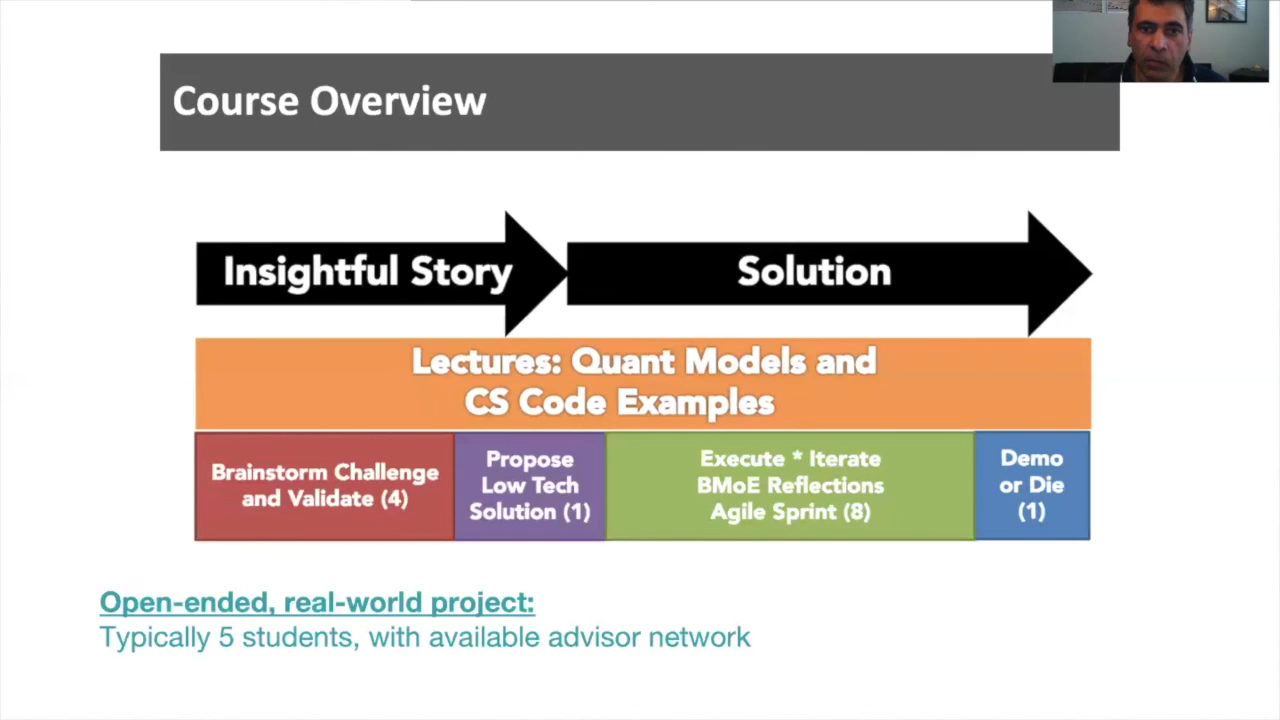 Course Overview
Insightful Story
Solution
Lectures: Quant Models and
CS Code Examples
Brainstorm Challenge
and Validate (4)
Propose
Low Tech
Solution (1)
Execute * Iterate
BMoE Reflections
Agile Sprint (8)
Demo
or Die
(1)
Open-ended, real-world project:
Typically 5 students, with available advisor network